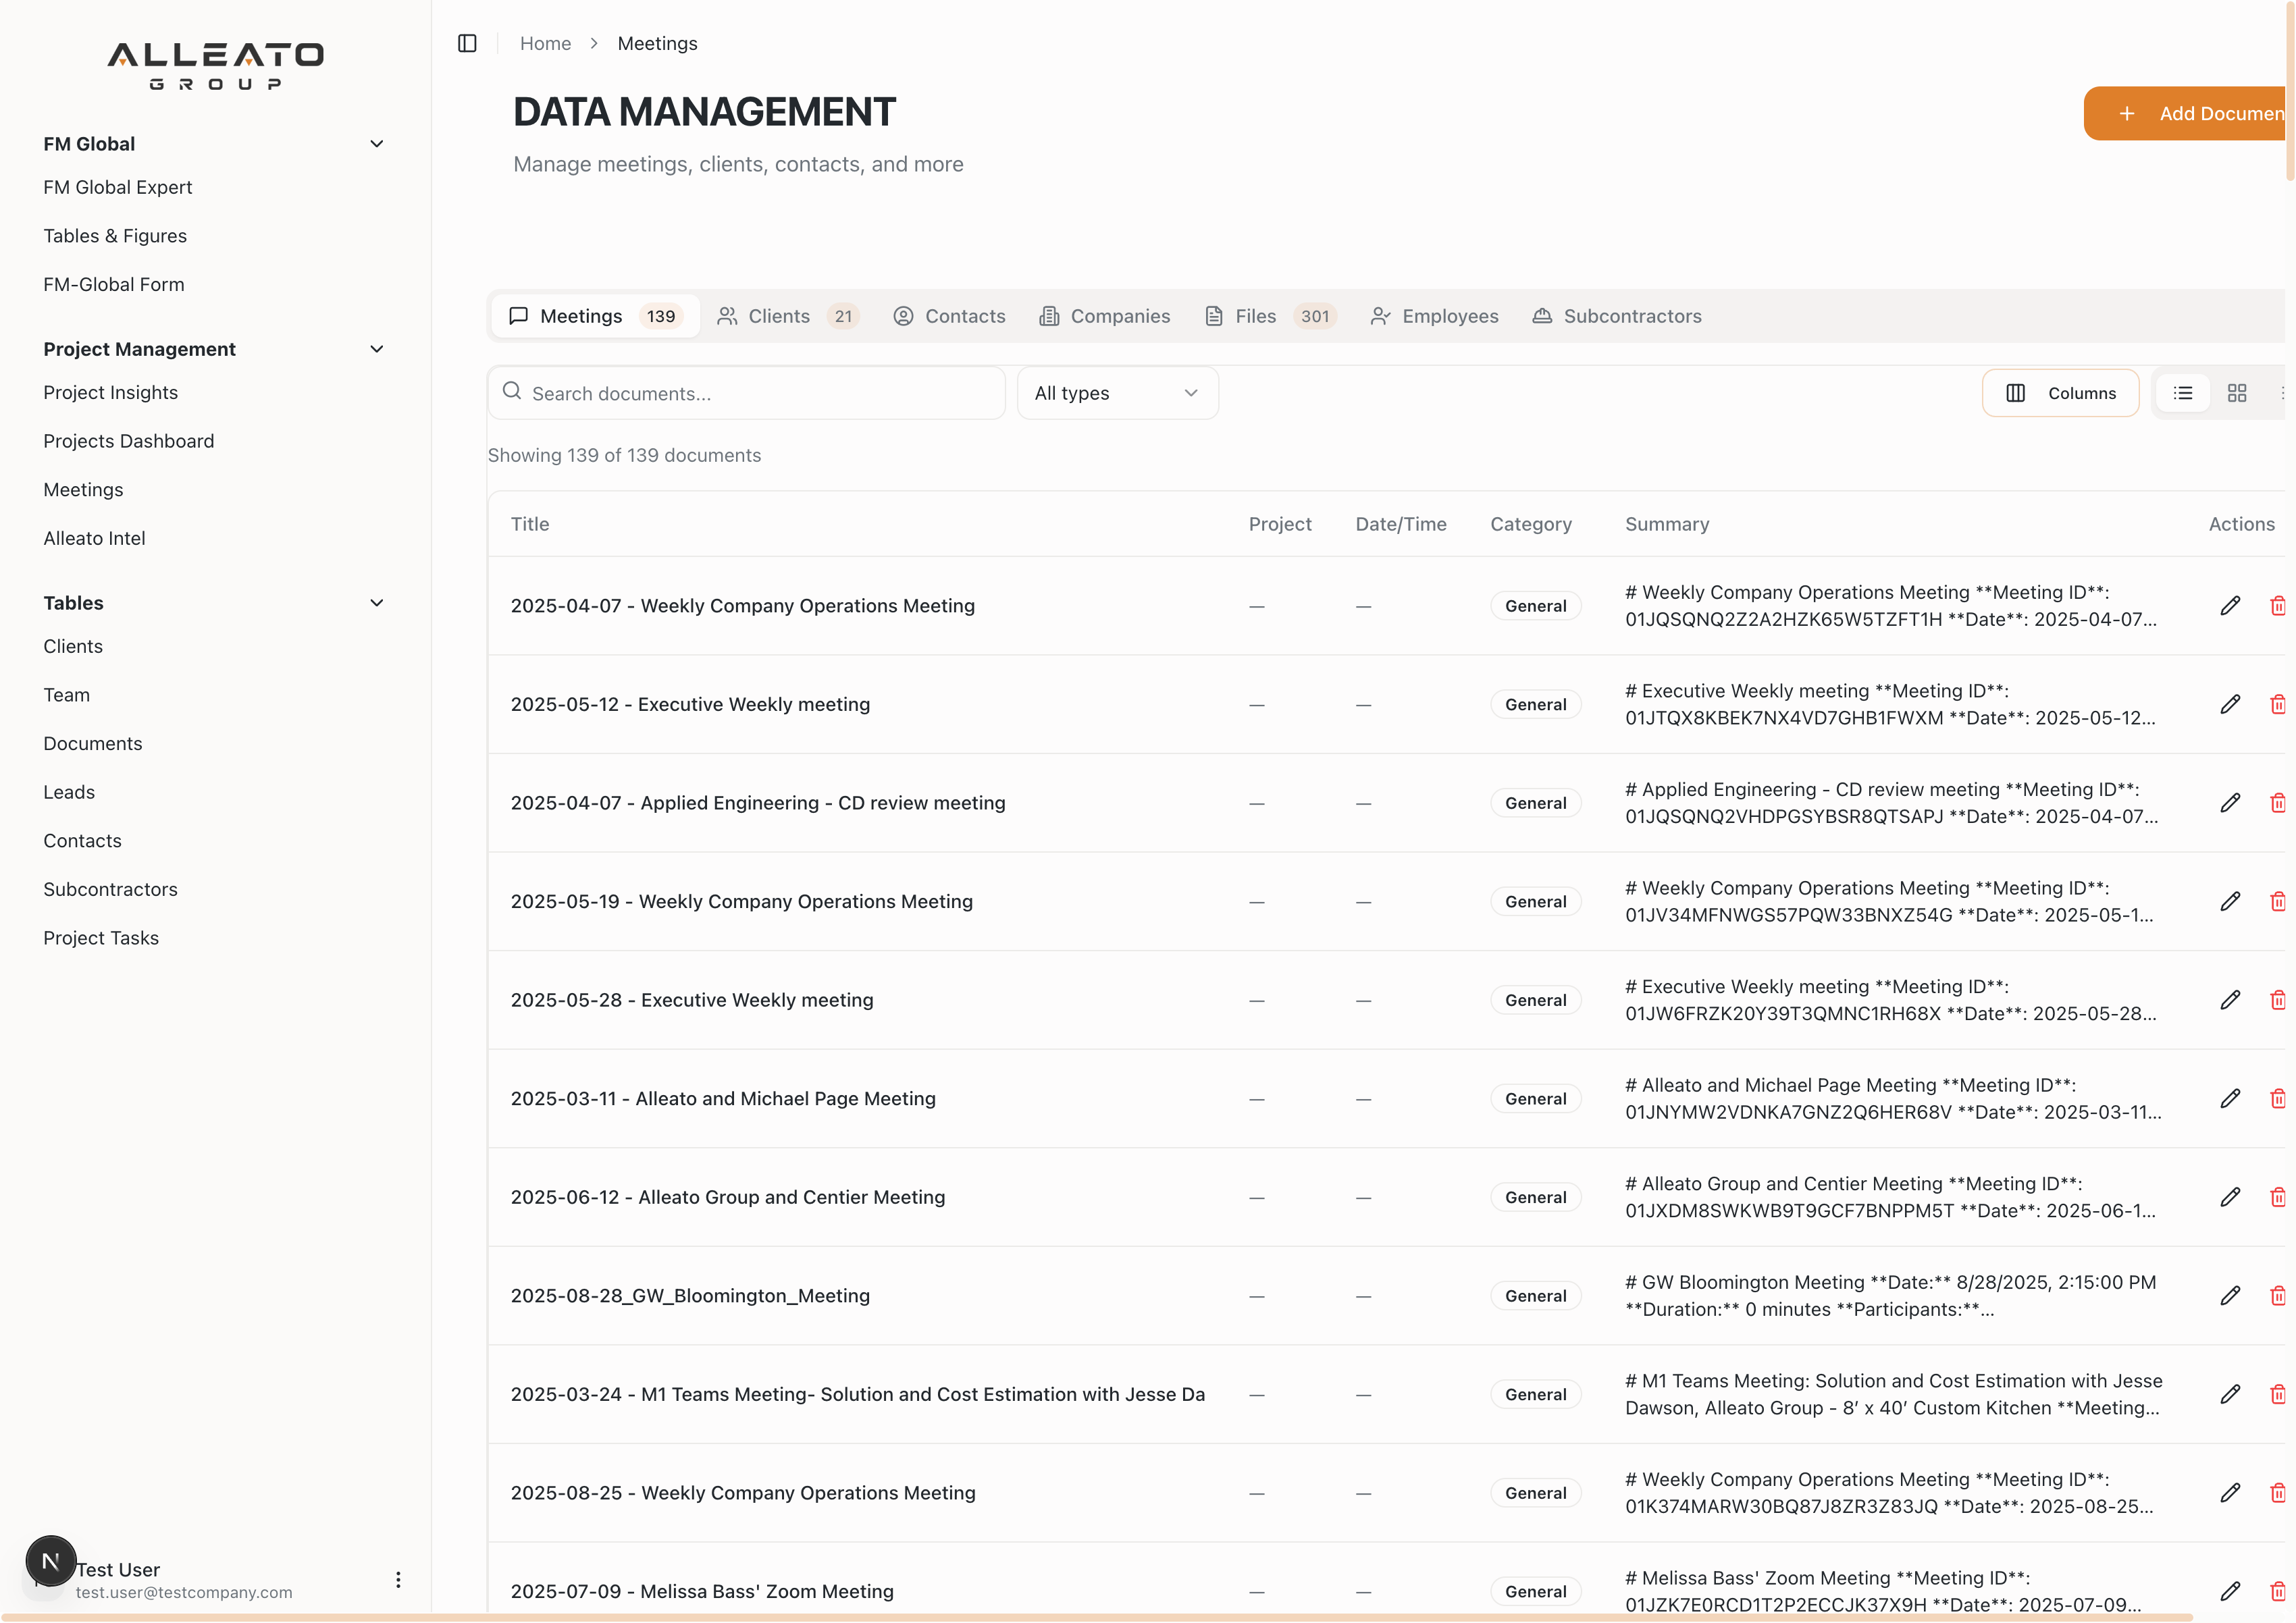 ALLEATO
GROUP
FM Global
FM Global Expert
Tables & Figures
FM-Global Form
Project Management
Project Insights
Projects Dashboard
Meetings
Alleato Intel
Tables
Clients
Team
Documents
Leads
Contacts
Subcontractors
Project Tasks
N
Test User
test.user@testcompany.com
Home > Meetings
DATA MANAGEMENT
Manage meetings, clients, contacts, and more
+ Add Documen
Meetings 139 Clients 21 Contacts Companies Files 301 Employees Subcontractors
Search documents... All types Columns
Showing 139 of 139 documents
Title Project Date/Time Category Summary Actions
2025-04-07 - Weekly Company Operations Meeting — — General # Weekly Company Operations Meeting **Meeting ID**:
01JQSQNQ2Z2A2HZK65W5TZFT1H **Date**: 2025-04-07...
2025-05-12 - Executive Weekly meeting — — General # Executive Weekly meeting **Meeting ID**:
01JTQX8KBEK7NX4VD7GHB1FWXM **Date**: 2025-05-12...
2025-04-07 - Applied Engineering - CD review meeting — — General # Applied Engineering - CD review meeting **Meeting ID**:
01JQSQNQ2VHDPGSYBSR8QTSAPJ **Date**: 2025-04-07...
2025-05-19 - Weekly Company Operations Meeting — — General # Weekly Company Operations Meeting **Meeting ID**:
01JV34MFNWGS57PQW33BNXZ54G **Date**: 2025-05-1...
2025-05-28 - Executive Weekly meeting — — General # Executive Weekly meeting **Meeting ID**:
01JW6FRZK20Y39T3QMNC1RH68X **Date**: 2025-05-28...
2025-03-11 - Alleato and Michael Page Meeting — — General # Alleato and Michael Page Meeting **Meeting ID**:
01JNYMW2VDNKA7GNZ2Q6HER68V **Date**: 2025-03-11...
2025-06-12 - Alleato Group and Centier Meeting — — General # Alleato Group and Centier Meeting **Meeting ID**:
01JXDM8SWKWB9T9GCF7BNPPM5T **Date**: 2025-06-1...
2025-08-28_GW_Bloomington_Meeting — — General # GW Bloomington Meeting **Date:** 8/28/2025, 2:15:00 PM
**Duration:** 0 minutes **Participants:**...
2025-03-24 - M1 Teams Meeting- Solution and Cost Estimation with Jesse Da — — General # M1 Teams Meeting: Solution and Cost Estimation with Jesse
Dawson, Alleato Group - 8’ x 40’ Custom Kitchen **Meeting...
2025-08-25 - Weekly Company Operations Meeting — — General # Weekly Company Operations Meeting **Meeting ID**:
01K374MARW30BQ87J8ZR3Z83JQ **Date**: 2025-08-25...
2025-07-09 - Melissa Bass' Zoom Meeting — — General # Melissa Bass' Zoom Meeting **Meeting ID**:
01JZK7E0RCD1T2P2ECCJK37X9H **Date**: 2025-07-09...